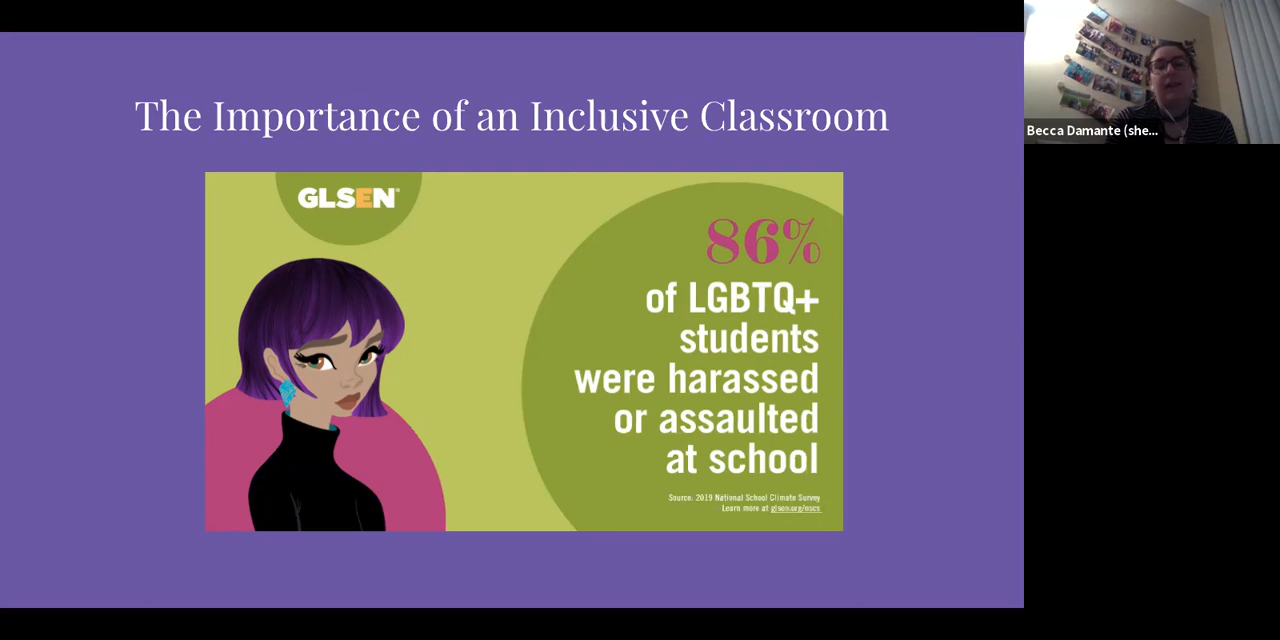 The Importance of an Inclusive Classroom
GLSEN®
86%
of LGBTQ+
students
were harassed
or assaulted
at school
Source: 2019 National School Climate Survey
Learn more at glsen.org/nscs
Becca Damante (she...